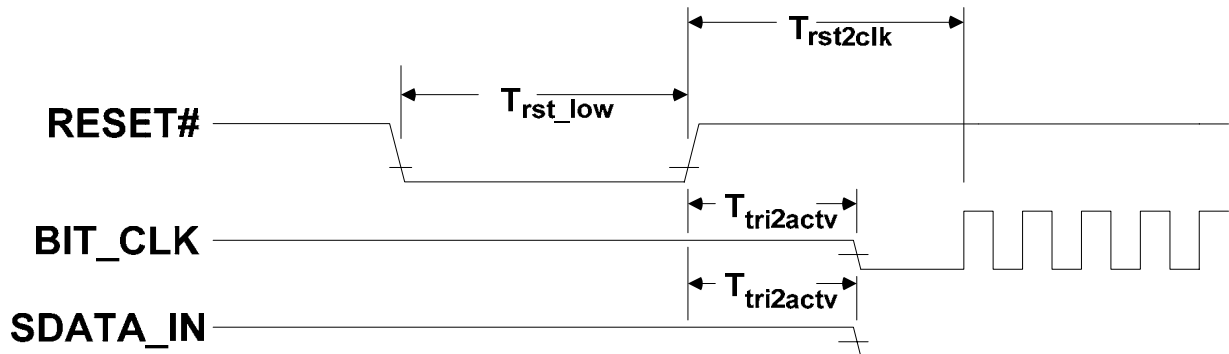 Trst2clk
Trst_low
RESET#
Ttri2actv
BIT_CLK
Ttri2actv
SDATA_IN